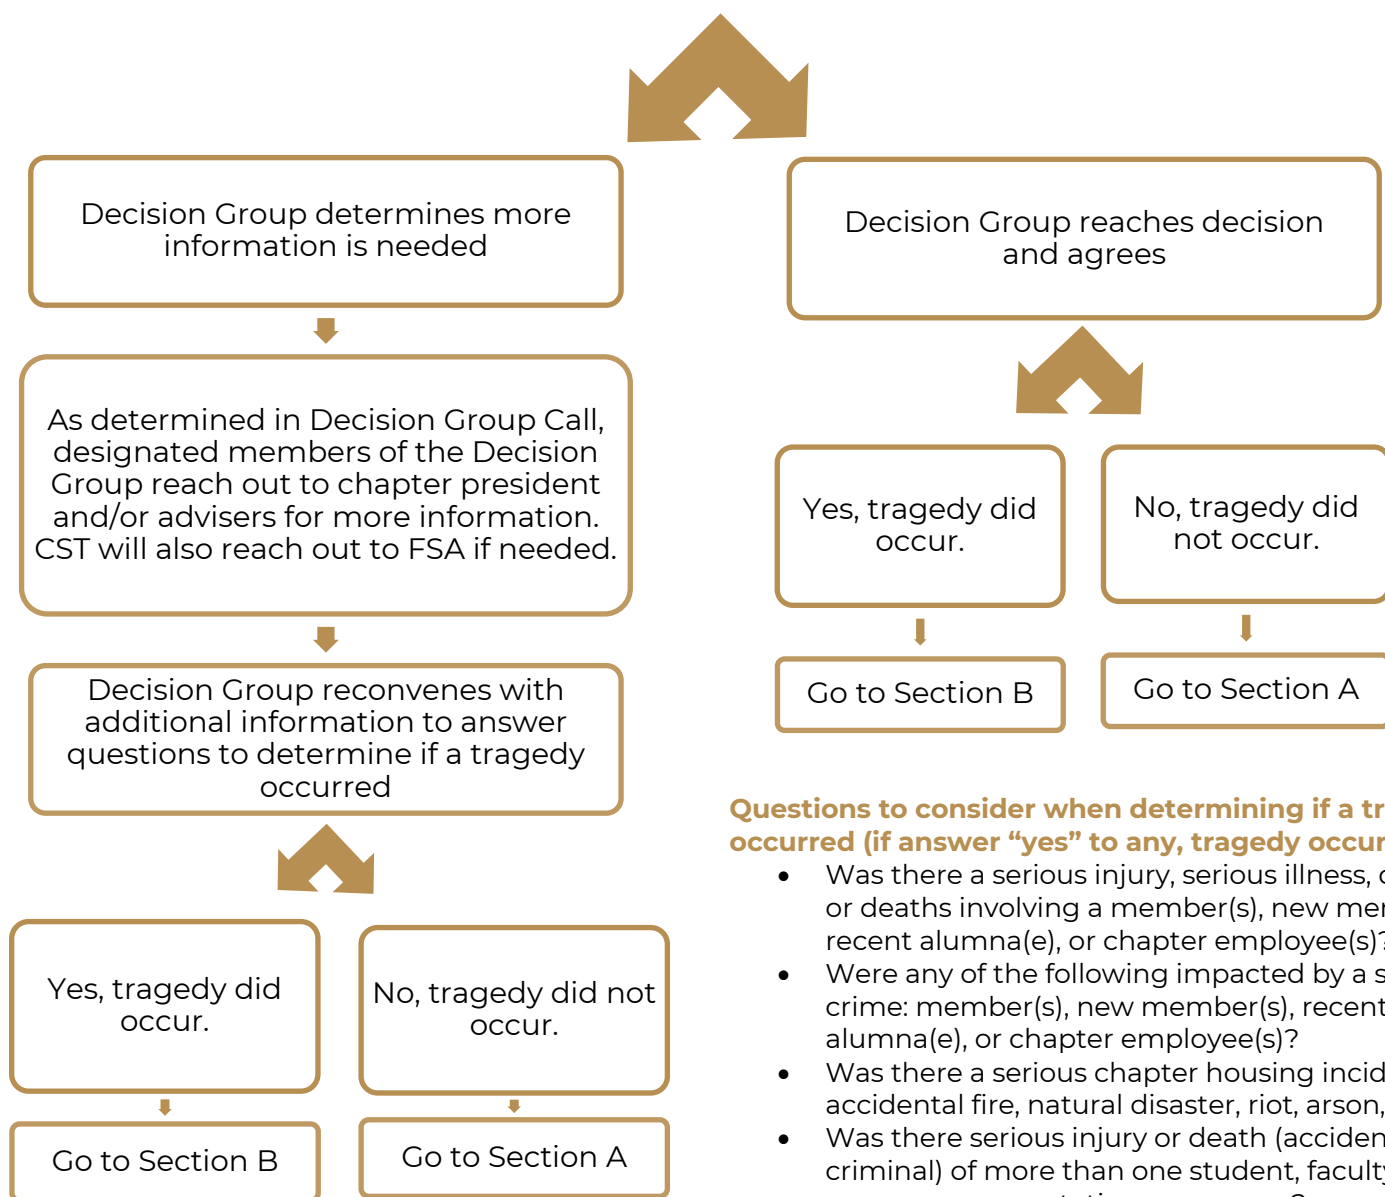 Decision Group determines more
information is needed
As determined in Decision Group Call,
designated members of the Decision
Group reach out to chapter president
and/or advisers for more information.
CST will also reach out to FSA if needed.
Decision Group reconvenes with
additional information to answer
questions to determine if a tragedy
occurred
Yes, tragedy did
occur.
Go to Section B
No, tragedy did not
occur.
Go to Section A
Decision Group reaches decision
and agrees
Yes, tragedy did
occur.
Go to Section B
No, tragedy did
not occur.
Go to Section A
Questions to consider when determining if a
occurred (if answer “yes” to any, tragedy
• Was there a serious injury, serious illness,
or deaths involving a member(s), new
recent alumna(e), or chapter employee(s)?
• Were any of the following impacted by a
crime: member(s), new member(s), recent
alumna(e), or chapter employee(s)?
• Was there a serious chapter housing
accidental fire, natural disaster, riot, arson,
• Was there serious injury or death
criminal) of more than one student,